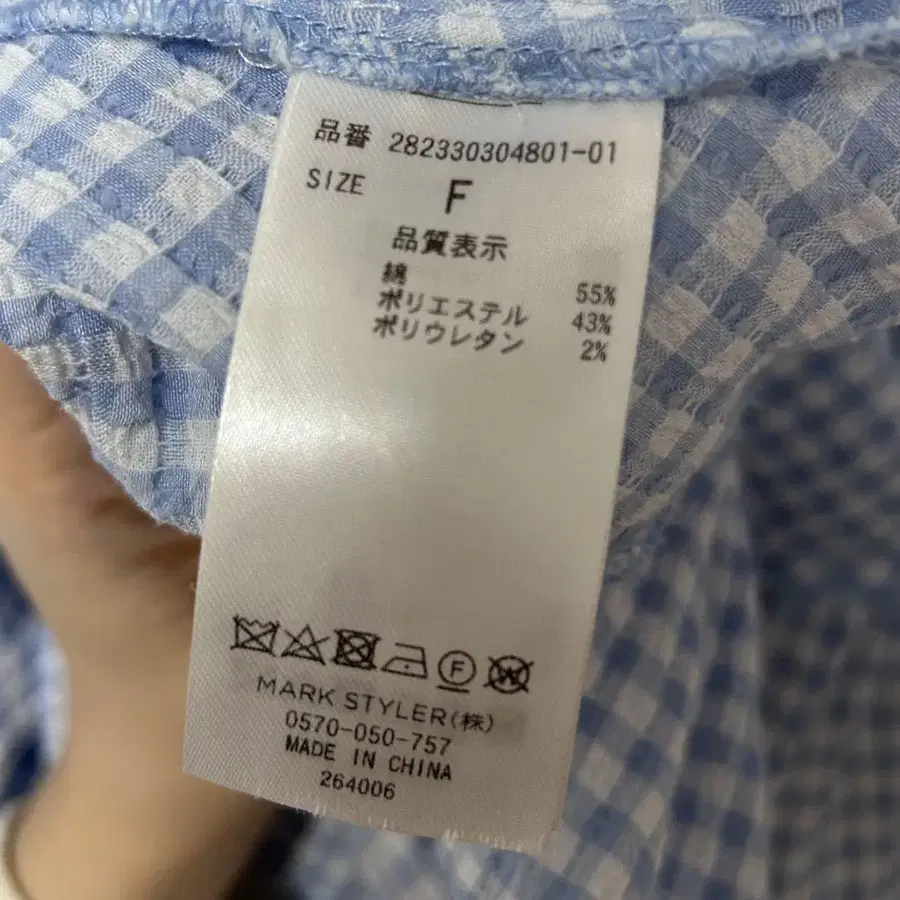 品番 282330304801-01
SIZE F
品質表示
綿 55%
ポリエステル 43%
ポリウレタン 2%
F W
MARK STYLER(株)
0570-050-757
MADE IN CHINA
264006